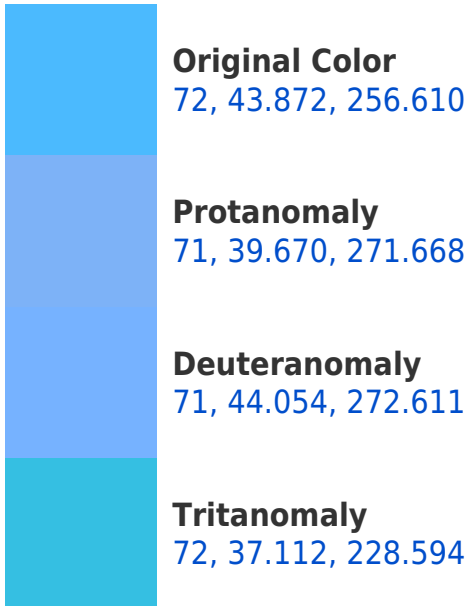 Original Color
72, 43.872, 256.610
Protanomaly
71, 39.670, 271.668
Deuteranomaly
71, 44.054, 272.611
Tritanomaly
72, 37.112, 228.594